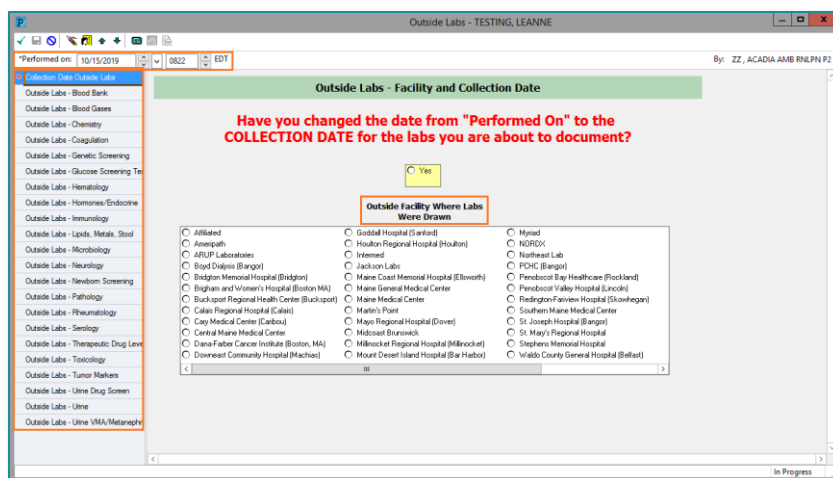 P
Outside Labs - TESTING, LEANNE
*Performed on: 10/15/2019 0822 EDT
By: ZZ , ACADIA AMB RNLPN P2
Collection Date Outside Labs
Outside Labs - Blood Bank
Outside Labs - Blood Gases
Outside Labs - Chemistry
Outside Labs - Coagulation
Outside Labs - Genetic Screening
Outside Labs - Glucose Screening Te
Outside Labs - Hematology
Outside Labs - Hormones/Endocrine
Outside Labs - Immunology
Outside Labs - Lipids, Metals, Stool
Outside Labs - Microbiology
Outside Labs - Neurology
Outside Labs - Newborn Screening
Outside Labs - Pathology
Outside Labs - Rheumatology
Outside Labs - Serology
Outside Labs - Therapeutic Drug Leve
Outside Labs - Toxicology
Outside Labs - Tumor Markers
Outside Labs - Urine Drug Screen
Outside Labs - Urine
Outside Labs - Urine VMA/Metanephr
Outside Labs - Facility and Collection Date
Have you changed the date from "Performed On" to the
COLLECTION DATE for the labs you are about to document?
Yes
Outside Facility Where Labs
Were Drawn
Affiliated
Ameripath
ARUP Laboratories
Boyd Dialysis (Bangor)
Bridgton Memorial Hospital (Bridgton)
Brigham and Women's Hospital (Boston MA)
Bucksport Regional Health Center (Bucksport)
Calais Regional Hospital (Calais)
Cary Medical Center (Caribou)
Central Maine Medical Center
Dana-Farber Cancer Institute (Boston, MA)
Downeast Community Hospital (Machias)
Goddall Hospital (Sanford)
Houlton Regional Hospital (Houlton)
Intermed
Jackson Labs
Maine Coast Memorial Hospital (Ellsworth)
Maine General Medical Center
Maine Medical Center
Martin's Point
Mayo Regional Hospital (Dover)
Midcoast Brunswick
Millinocket Regional Hospital (Millinocket)
Mount Desert Island Hospital (Bar Harbor)
Myriad
NORDX
Northeast Lab
PCHC (Bangor)
Penobscot Bay Healthcare (Rockland)
Penobscot Valley Hospital (Lincoln)
Redington-Fariview Hospital (Skowhegan)
Southern Maine Medical Center
St. Joseph Hospital (Bangor)
St. Mary's Regional Hospital
Stephens Memorial Hospital
Waldo County General Hospital (Belfast)
In Progress